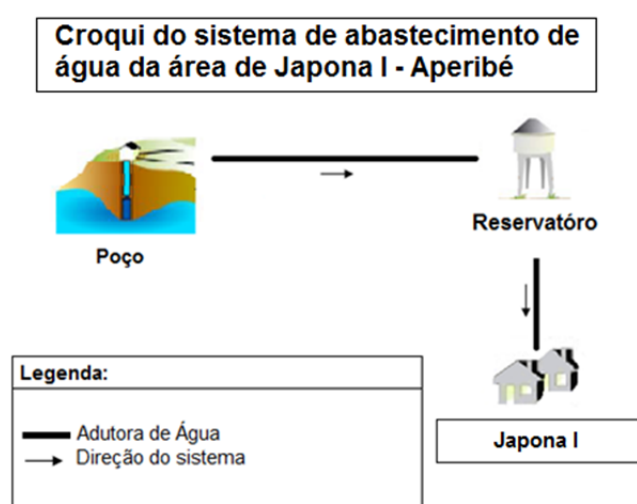 Croqui do sistema de abastecimento de
água da área de Japona I - Aperibé
Poço
Reservatóro
Japona I
Legenda:
Adutora de Água
Direção do sistema